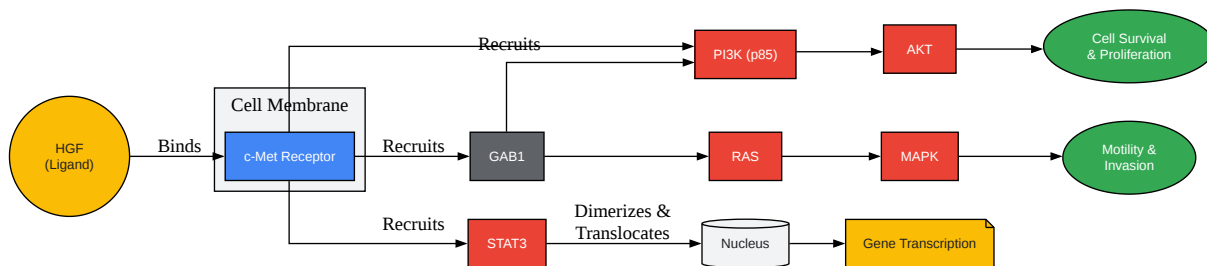 Recruits
PI3K (p85)
AKT
Cell Survival
& Proliferation
Cell Membrane
HGF
(Ligand)
Binds
c-Met Receptor
Recruits
GAB1
RAS
MAPK
Motility &
Invasion
Recruits
STAT3
Dimerizes &
Translocates
Nucleus
Gene Transcription